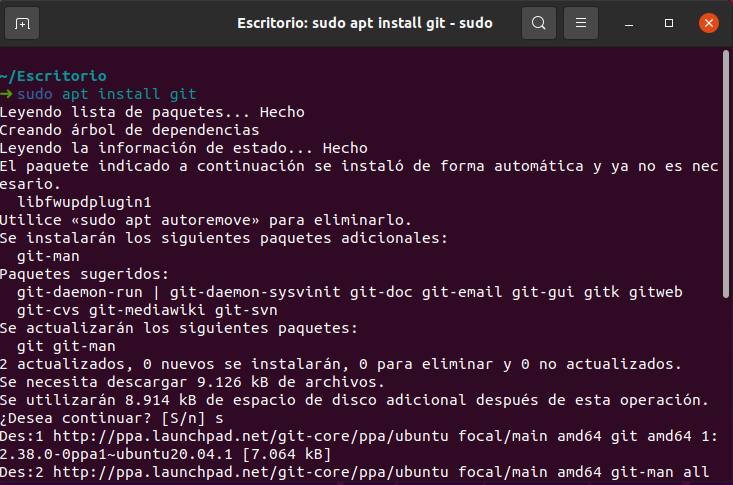 Escritorio: sudo apt install git - sudo
~/Escritorio
➜ sudo apt install git
Leyendo lista de paquetes... Hecho
Creando árbol de dependencias
Leyendo la información de estado... Hecho
El paquete indicado a continuación se instaló de forma automática y ya no es nec
esario.
  libfwupdplugin1
Utilice «sudo apt autoremove» para eliminarlo.
Se instalarán los siguientes paquetes adicionales:
  git-man
Paquetes sugeridos:
  git-daemon-run | git-daemon-sysvinit git-doc git-email git-gui gitk gitweb
  git-cvs git-mediawiki git-svn
Se actualizarán los siguientes paquetes:
  git git-man
2 actualizados, 0 nuevos se instalarán, 0 para eliminar y 0 no actualizados.
Se necesita descargar 9.126 kB de archivos.
Se utilizarán 8.914 kB de espacio de disco adicional después de esta operación.
¿Desea continuar? [S/n] s
Des:1 http://ppa.launchpad.net/git-core/ppa/ubuntu focal/main amd64 git amd64 1:
2.38.0-0ppa1~ubuntu20.04.1 [7.064 kB]
Des:2 http://ppa.launchpad.net/git-core/ppa/ubuntu focal/main amd64 git-man all